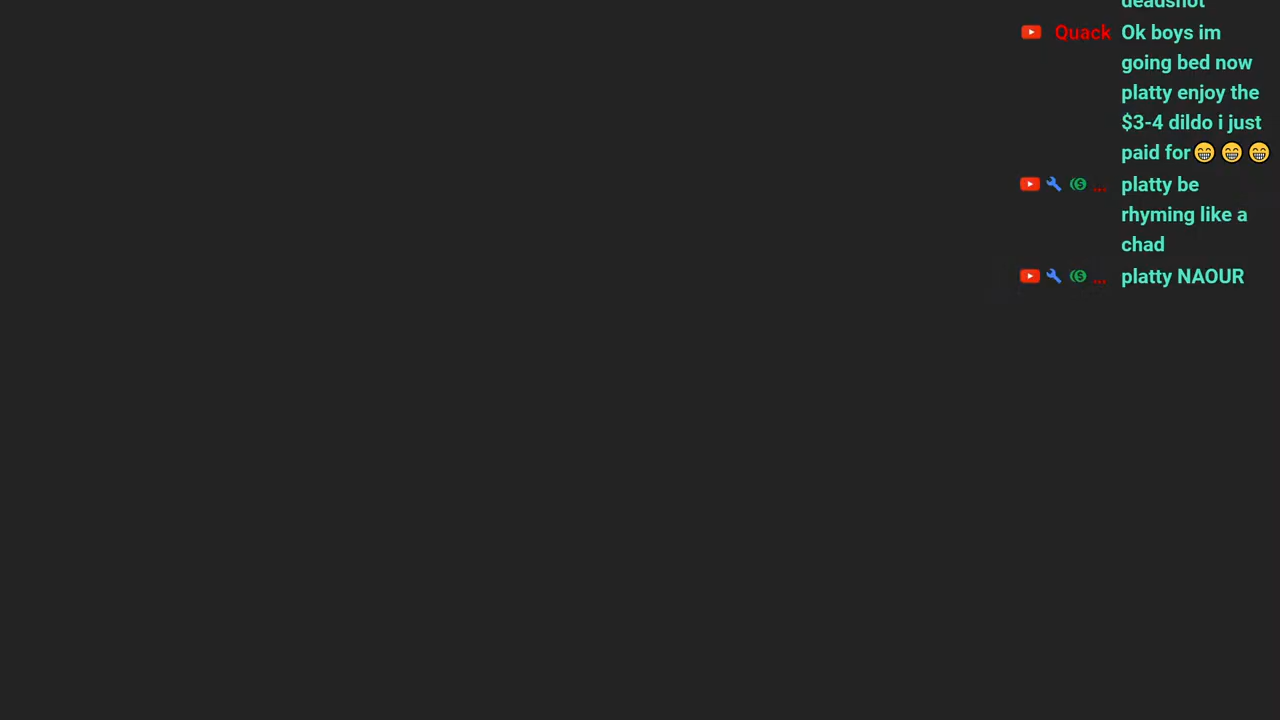 deadshot
Quack Ok boys im
going bed now
platty enjoy the
$3-4 dildo i just
paid for😁😁😁
... platty be
rhyming like a
chad
... platty NAOUR